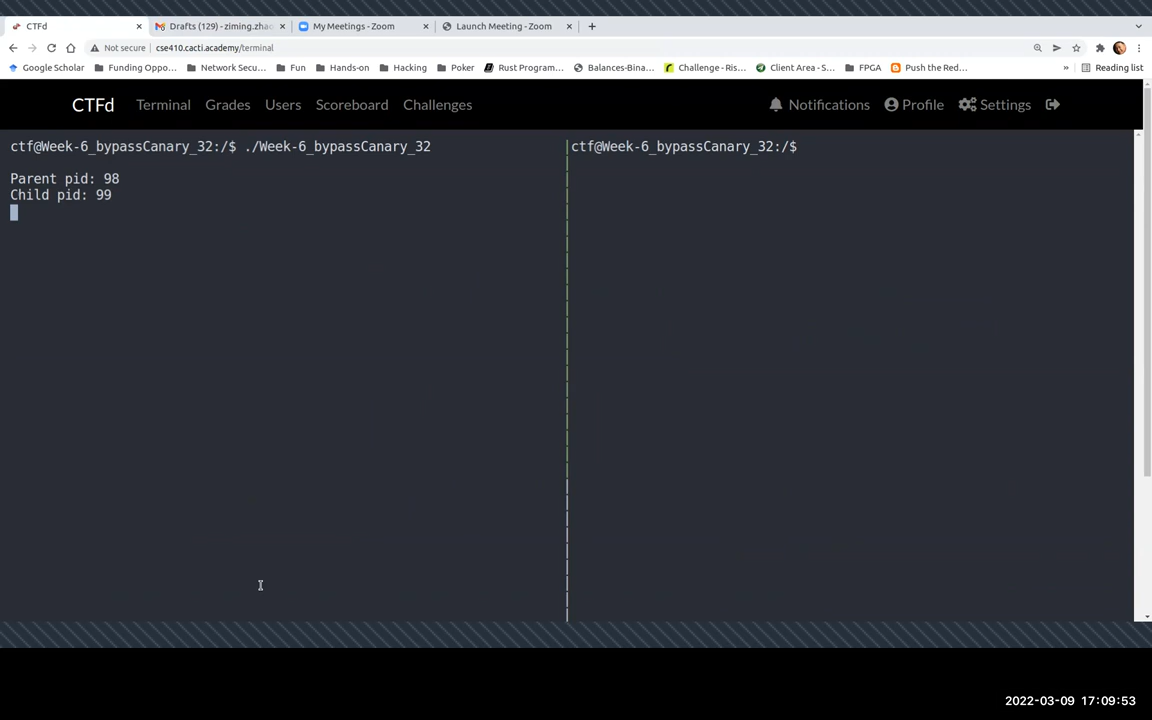 CTFd
Drafts (129) - ziming.zhao
My Meetings - Zoom
Launch Meeting - Zoom
Not secure
cse410.cacti.academy/terminal
Google Scholar
Funding Oppo...
Network Secu...
Fun
Hands-on
Hacking
Poker
Rust Program...
Balances-Bina...
Challenge - Ris...
Client Area - S...
FPGA
Push the Red...
»
Reading list
CTFd
Terminal
Grades
Users
Scoreboard
Challenges
Notifications
Profile
Settings
ctf@Week-6_bypassCanary_32:/$ ./Week-6_bypassCanary_32
Parent pid: 98
Child pid: 99
ctf@Week-6_bypassCanary_32:/$
2022-03-09 17:09:53